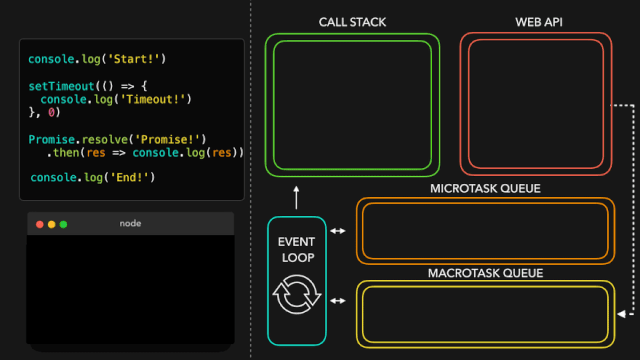 console.log('Start!')
setTimeout(() => {
  console.log('Timeout!')
}, 0)
Promise.resolve('Promise!')
  .then(res => console.log(res))
console.log('End!')
node
CALL STACK
WEB API
MICROTASK QUEUE
EVENT
LOOP
MACROTASK QUEUE